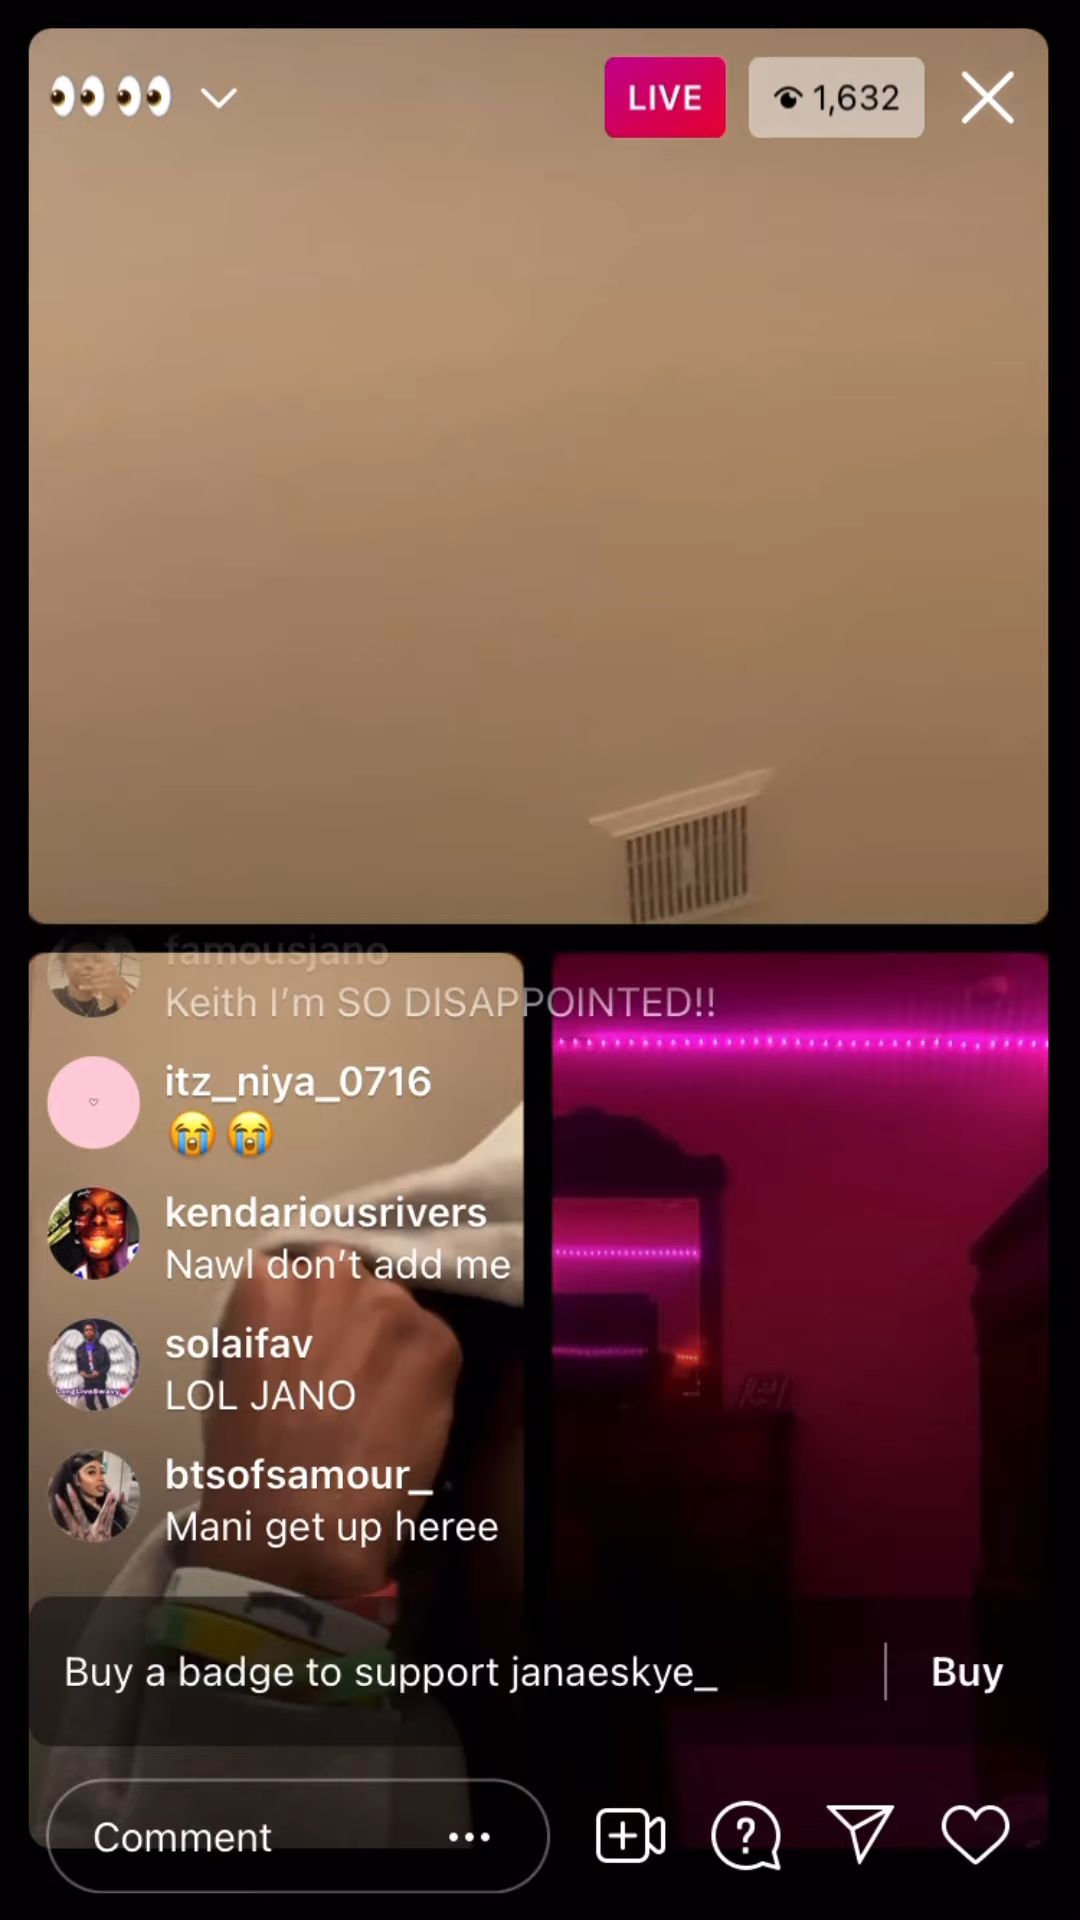 👀👀
LIVE
1,632
famousjano
Keith I’m SO DISAPPOINTED!!
itz_niya_0716
😭😭
kendariousrivers
Nawl don’t add me
solaifav
LOL JANO
btsofsamour_
Mani get up heree
Buy a badge to support janaeskye_
Buy
Comment